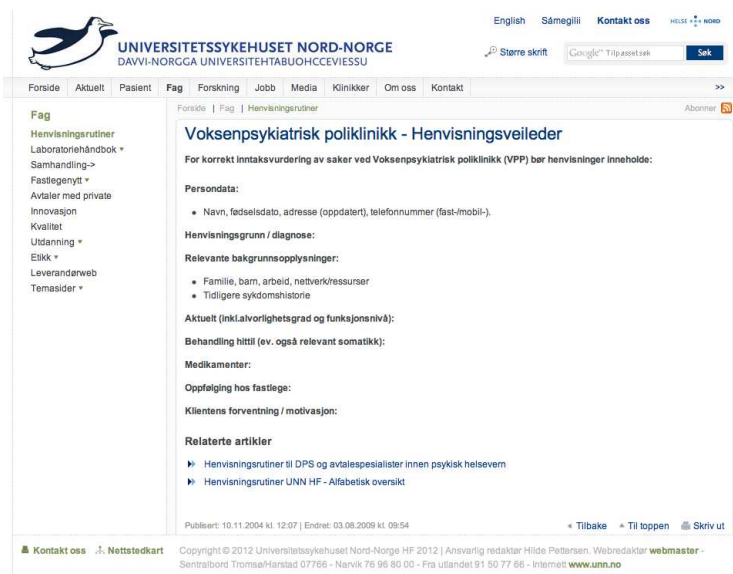 English Sámegilii Kontakt oss HELSE NORD
UNIVERSITETSSYKEHUSET NORD-NORGE
DAVVI-NORGGA UNIVERSITEHTABUOHCCEVIESSU
Større skrift Google™ Tilpasset søk Søk
Forside Aktuelt Pasient Fag Forskning Jobb Media Klinikker Om oss Kontakt >>
Forside | Fag | Henvisningsrutiner Abonner
Fag
Henvisningsrutiner
Laboratoriehåndbok
Samhandling->
Fastlegenytt
Avtaler med private
Innovasjon
Kvalitet
Utdanning
Etikk
Leverandørweb
Temasider
Voksenpsykiatrisk poliklinikk - Henvisningsveileder
For korrekt inntaksvurdering av saker ved Voksenpsykiatrisk poliklinikk (VPP) bør henvisninger inneholde:
Persondata:
Navn, fødselsdato, adresse (oppdatert), telefonnummer (fast-/mobil-).
Henvisningsgrunn / diagnose:
Relevante bakgrunnsopplysninger:
Familie, barn, arbeid, nettverk/ressurser
Tidligere sykdomshistorie
Aktuelt (inkl.alvorlighetsgrad og funksjonsnivå):
Behandling hittil (ev. også relevant somatikk):
Medikamenter:
Oppfølging hos fastlege:
Klientens forventning / motivasjon:
Relaterte artikler
Henvisningsrutiner til DPS og avtalespesialister innen psykisk helsevern
Henvisningsrutiner UNN HF - Alfabetisk oversikt
Publisert: 10.11.2004 kl. 12:07 | Endret: 03.08.2009 kl. 09:54 Tilbake Til toppen Skriv ut
Kontakt oss Nettstedkart Copyright © 2012 Universitetssykehuset Nord-Norge HF 2012 | Ansvarlig redaktør Hilde Pettersen. Webredaktør webmaster -
Sentralbord Tromsø/Harstad 07766 - Narvik 76 96 80 00 - Fra utlandet 91 50 77 66 - Internett www.unn.no